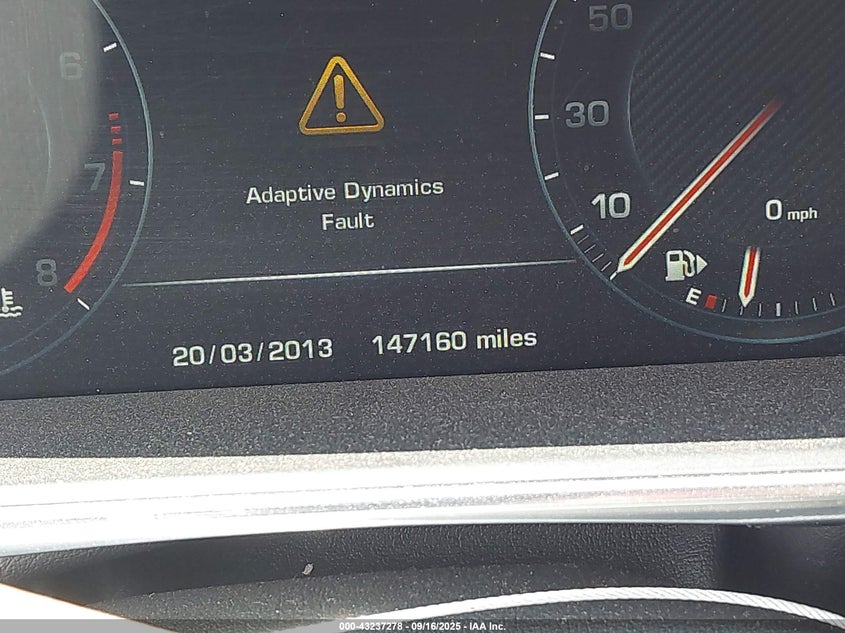 50
6
30
Adaptive Dynamics
Fault
7
10
0 mph
8
E
20/03/2013 147160 miles
000-43237278 - 09/16/2025 - IAA Inc.